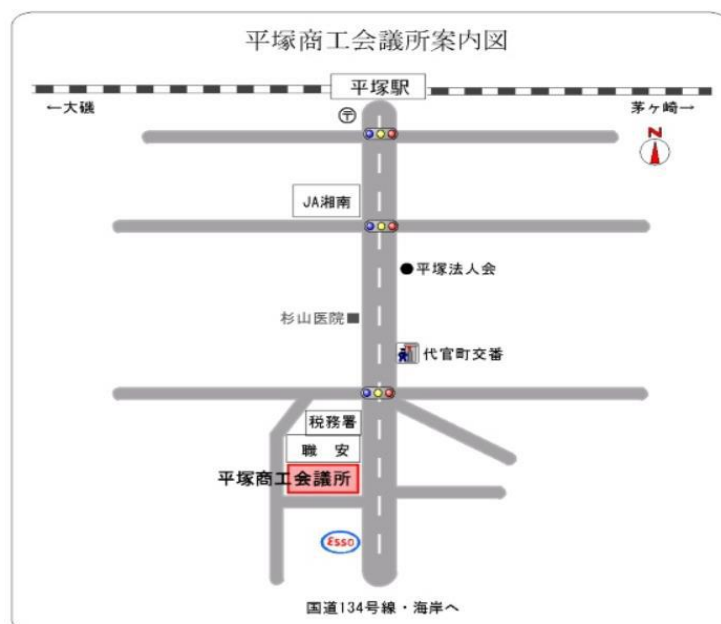 平塚商工会議所案内図
平塚駅
←大磯
茅ヶ崎→
〒
N
JA湘南
平塚法人会
杉山医院
代官町交番
税務署
職　安
平塚商工会議所
Esso
国道134号線・海岸へ